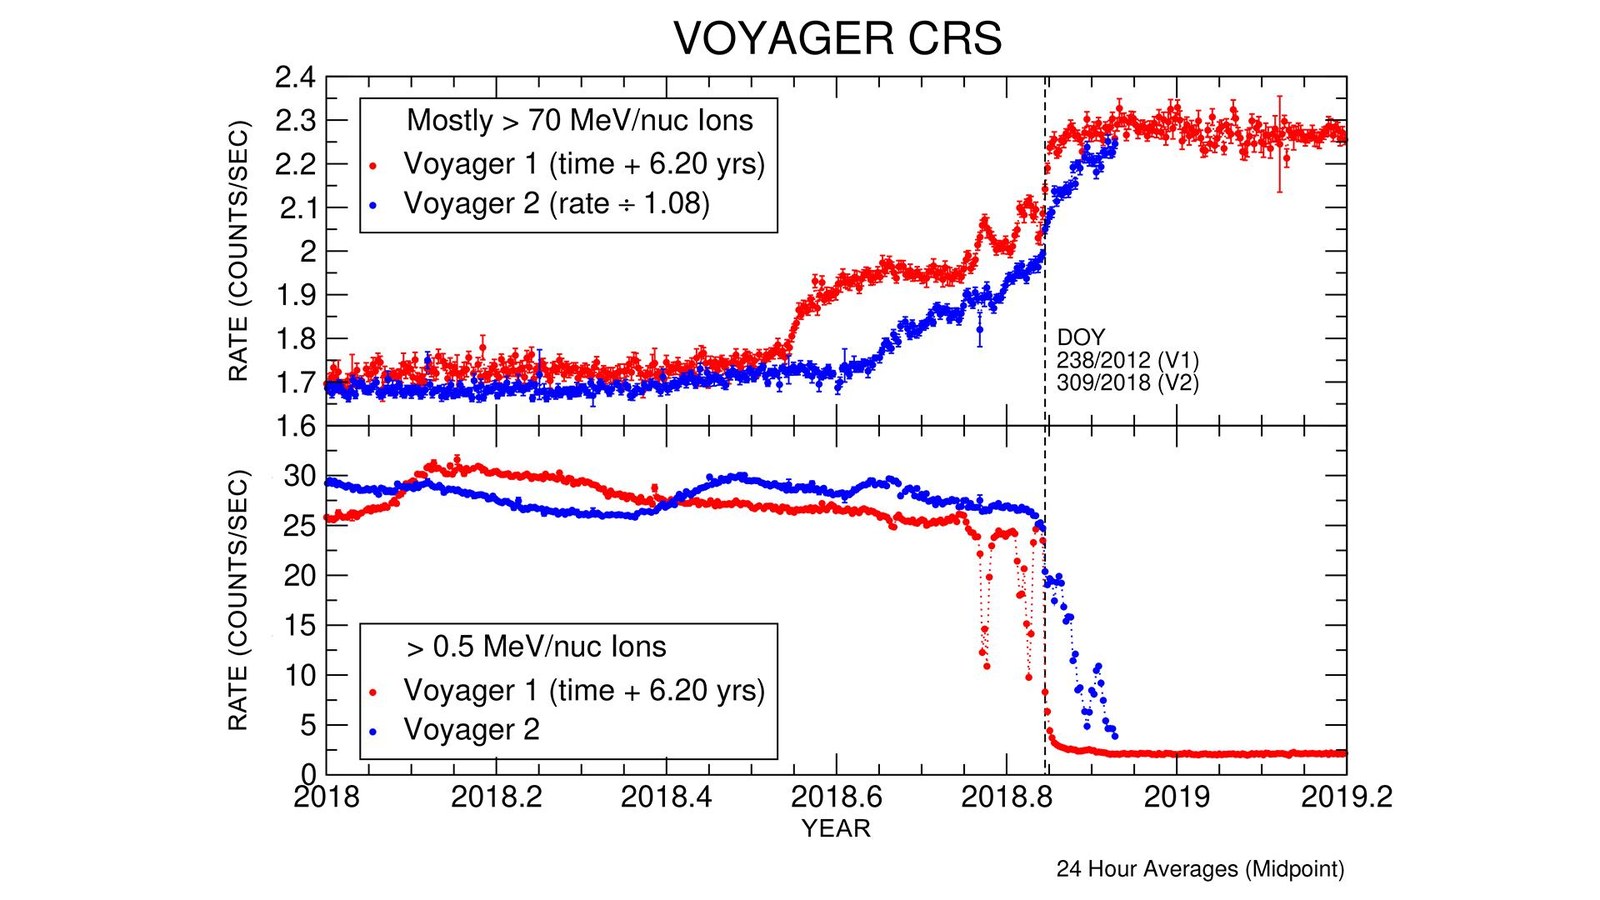 VOYAGER CRS
2.4
2.3
2.2
2.1
2
1.9
1.8
1.7
1.6
RATE (COUNTS/SEC)
Mostly > 70 MeV/nuc Ions
Voyager 1 (time + 6.20 yrs)
Voyager 2 (rate ÷ 1.08)
DOY
238/2012 (V1)
309/2018 (V2)
30
25
20
15
10
5
0
RATE (COUNTS/SEC)
> 0.5 MeV/nuc Ions
Voyager 1 (time + 6.20 yrs)
Voyager 2
2018 2018.2 2018.4 2018.6 2018.8 2019 2019.2
YEAR
24 Hour Averages (Midpoint)